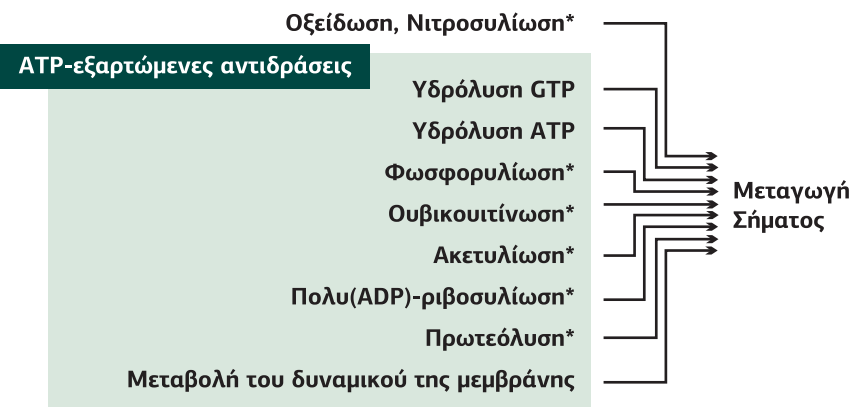 Οξείδωση, Νιτροσυλίωση*
ATP-εξαρτώμενες αντιδράσεις
Υδρόλυση GTP
Υδρόλυση ATP
Φωσφορυλίωση*
Ουβικουιτίνωση*
Ακετυλίωση*
Πολυ(ADP)-ριβοσυλίωση*
Πρωτεόλυση*
Μεταβολή του δυναμικού της μεμβράνης
Μεταγωγή
Σήματος